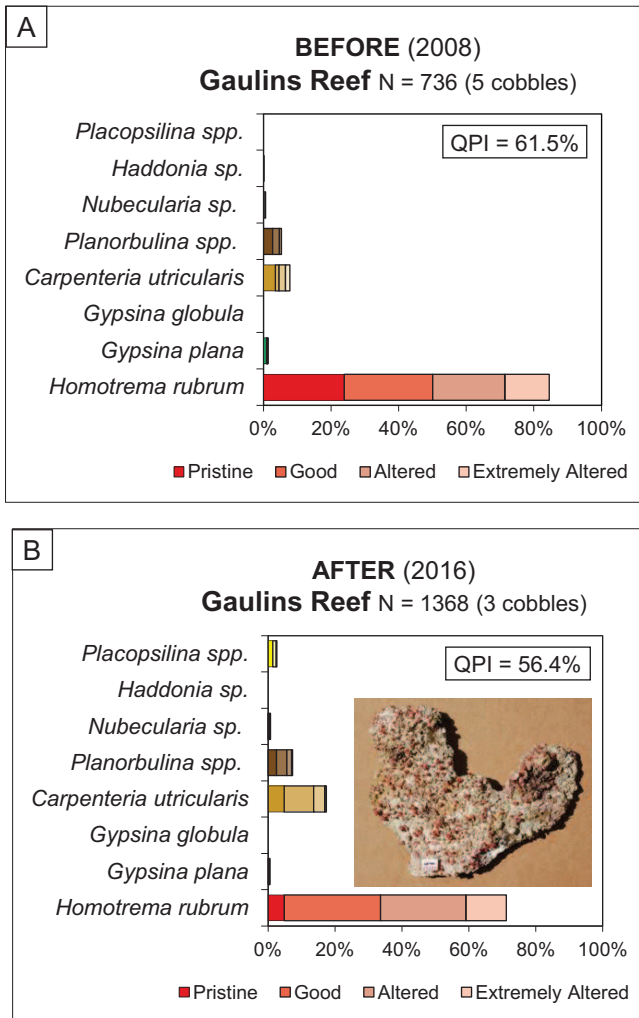 A
BEFORE (2008)
Gaulins Reef N = 736 (5 cobbles)
QPI = 61.5%
Placopsilina spp.
Haddonia sp.
Nubecularia sp.
Planorbulina spp.
Carpenteria utricularis
Gypsina globula
Gypsina plana
Homotrema rubrum
0% 20% 40% 60% 80% 100%
Pristine Good Altered Extremely Altered
B
AFTER (2016)
Gaulins Reef N = 1368 (3 cobbles)
QPI = 56.4%
Placopsilina spp.
Haddonia sp.
Nubecularia sp.
Planorbulina spp.
Carpenteria utricularis
Gypsina globula
Gypsina plana
Homotrema rubrum
0% 20% 40% 60% 80% 100%
Pristine Good Altered Extremely Altered